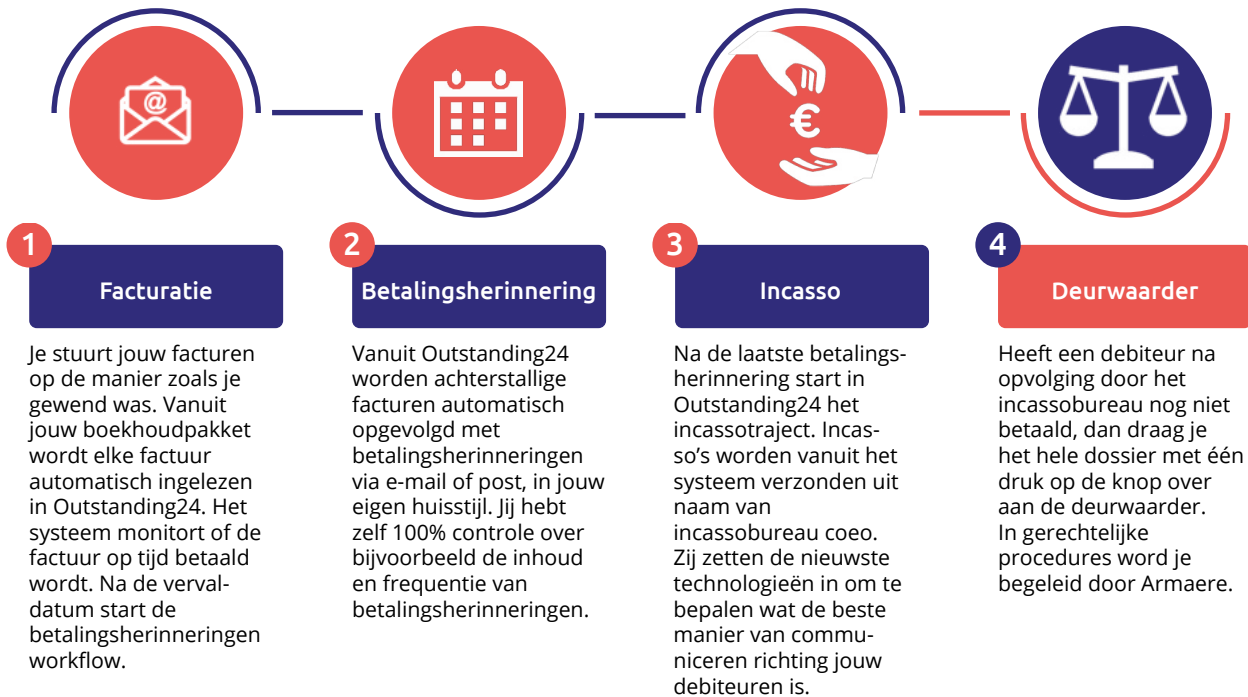 @
€
1
Facturatie
Je stuurt jouw facturen
op de manier zoals je
gewend was. Vanuit
jouw boekhoudpakket
wordt elke factuur
automatisch ingelezen
in Outstanding24. Het
systeem monitort of de
factuur op tijd betaald
wordt. Na de verval-
datum start de
betalingsherinneringen
workflow.
2
Betalingsherinnering
Vanuit Outstanding24
worden achterstallige
facturen automatisch
opgevolgd met
betalingsherinneringen
via e-mail of post, in jouw
eigen huisstijl. Jij hebt
zelf 100% controle over
bijvoorbeeld de inhoud
en frequentie van
betalingsherinneringen.
3
Incasso
Na de laatste betalings-
herinnering start in
Outstanding24 het
incassotraject. Incas-
so’s worden vanuit het
systeem verzonden uit
naam van
incassobureau coeo.
Zij zetten de nieuwste
technologieën in om te
bepalen wat de beste
manier van commu-
niceren richting jouw
debiteuren is.
4
Deurwaarder
Heeft een debiteur na
opvolging door het
incassobureau nog niet
betaald, dan draag je
het hele dossier met één
druk op de knop over
aan de deurwaarder.
In gerechtelijke
procedures word je
begeleid door Armaere.